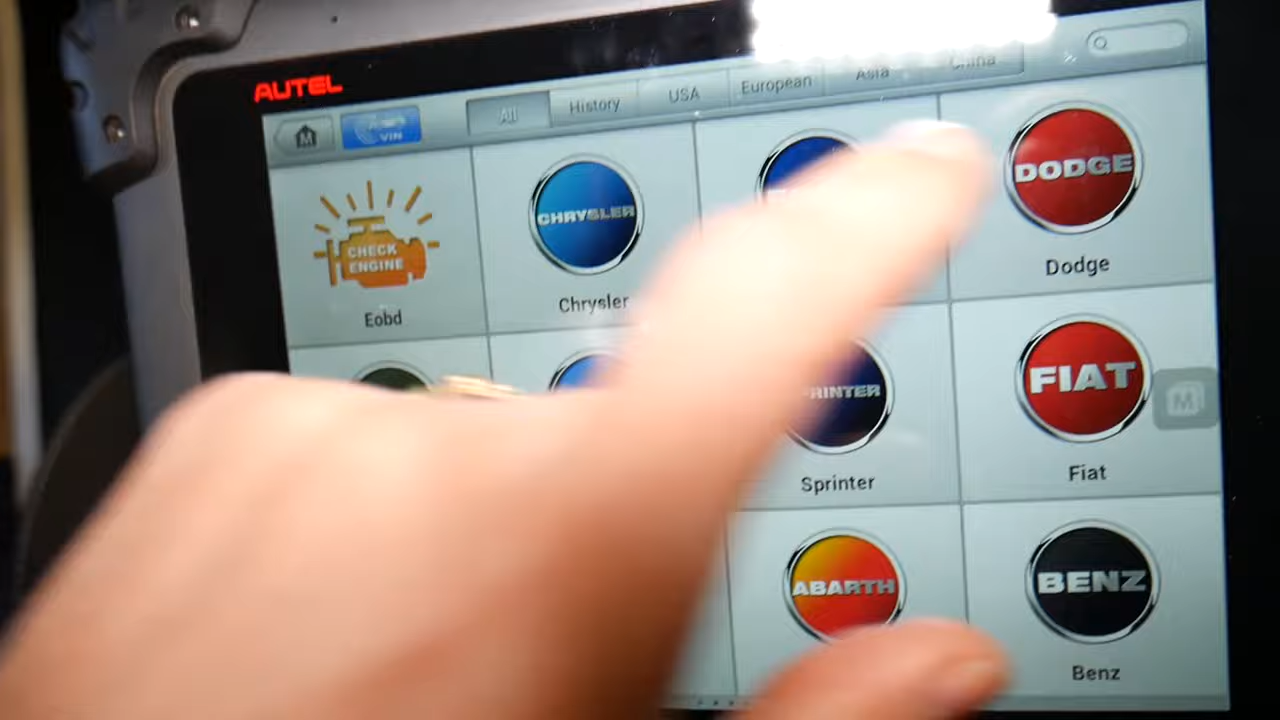 AUTEL
VIN
All
History
USA
European
Asia
China
CHECK
ENGINE
Eobd
CHRYSLER
Chrysler
DODGE
Dodge
RINTER
Sprinter
FIAT
Fiat
M
ABARTH
BENZ
Benz